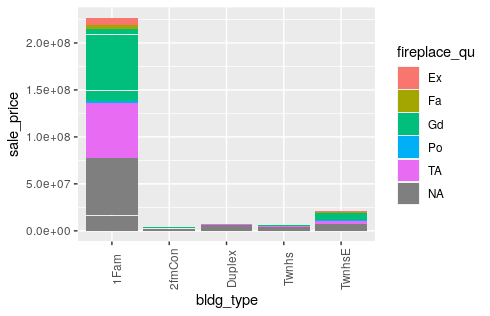 2.0e+08
1.5e+08
1.0e+08
5.0e+07
0.0e+00
sale_price
1Fam
2fmCon
Duplex
Twnhs
TwnhsE
bldg_type
fireplace_qu
Ex
Fa
Gd
Po
TA
NA